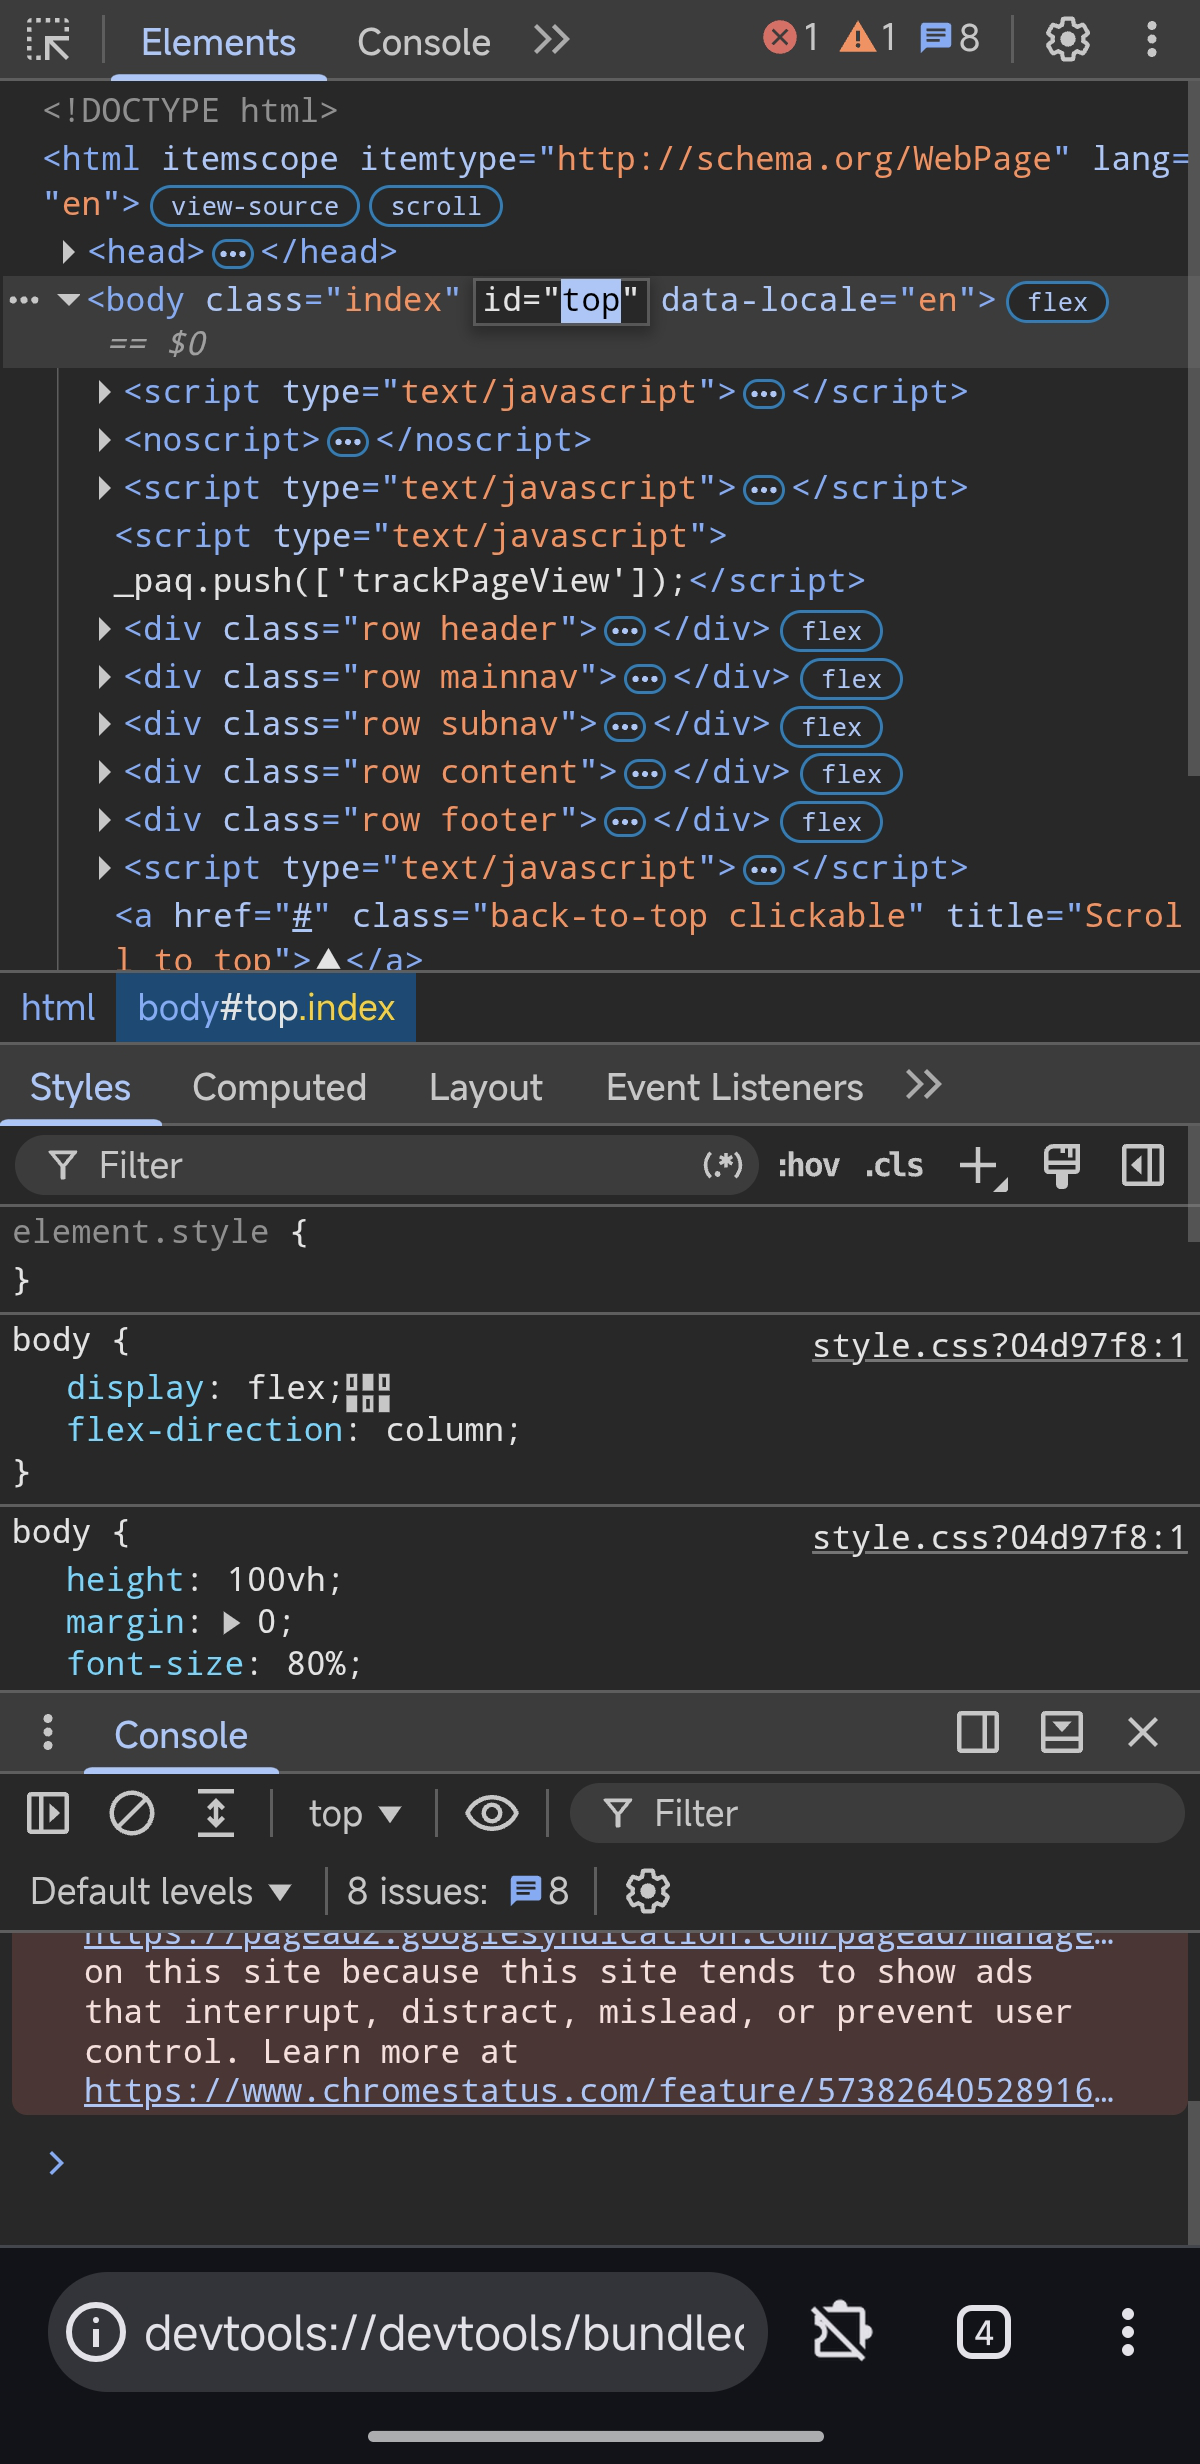 Elements Console 1 1 8
<!DOCTYPE html>
<html itemscope itemtype="http://schema.org/WebPage" lang=
"en"> view-source scroll
<head>…</head>
… <body class="index" id="top" data-locale="en"> flex
== $0
<script type="text/javascript">…</script>
<noscript>…</noscript>
<script type="text/javascript">…</script>
<script type="text/javascript">
_paq.push(['trackPageView']);</script>
<div class="row header">…</div> flex
<div class="row mainnav">…</div> flex
<div class="row subnav">…</div> flex
<div class="row content">…</div> flex
<div class="row footer">…</div> flex
<script type="text/javascript">…</script>
<a href="#" class="back-to-top clickable" title="Scrol
l to top">▲</a>
html body#top.index
Styles Computed Layout Event Listeners
Filter (.*) :hov .cls
element.style {
}
body { style.css?04d97f8:1
display: flex;
flex-direction: column;
}
body { style.css?04d97f8:1
height: 100vh;
margin: 0;
font-size: 80%;
Console
top Filter
Default levels 8 issues: 8
https://pagead2.googlesyndication.com/pagead/manage…
on this site because this site tends to show ads
that interrupt, distract, mislead, or prevent user
control. Learn more at
https://www.chromestatus.com/feature/57382640528916…
>
devtools://devtools/bundled 4